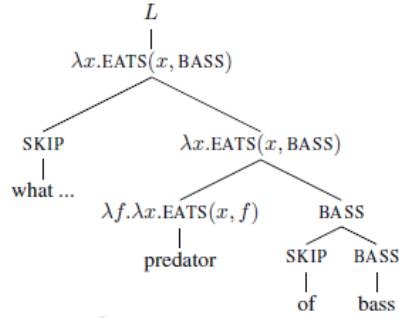 L
λx.EATS(x, BASS)
SKIP λx.EATS(x, BASS)
what ... λf.λx.EATS(x, f) BASS
predator SKIP BASS
of bass